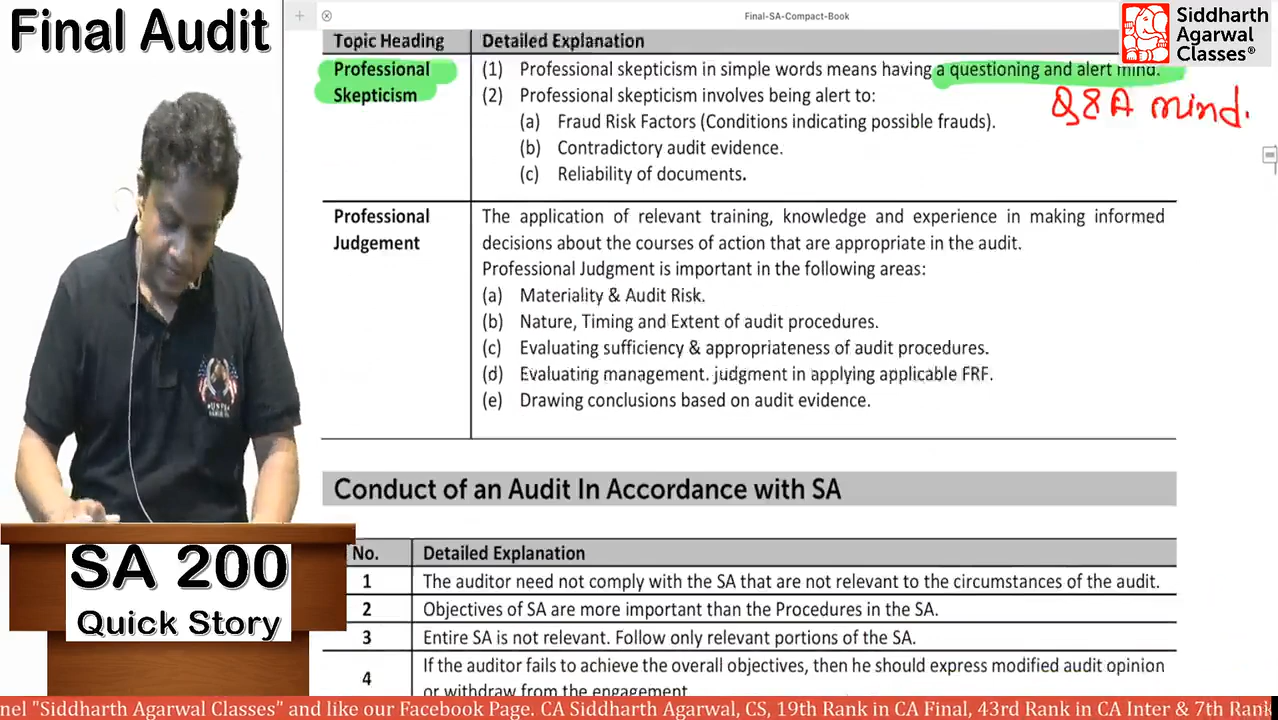 Final Audit
Final-SA-Compact-Book
Siddharth
Agarwal
Classes®
Topic Heading Detailed Explanation
Professional Skepticism
(1) Professional skepticism in simple words means having a questioning and alert mind.
Q&A mind.
(2) Professional skepticism involves being alert to:
(a) Fraud Risk Factors (Conditions indicating possible frauds).
(b) Contradictory audit evidence.
(c) Reliability of documents.
Professional Judgement
The application of relevant training, knowledge and experience in making informed
decisions about the courses of action that are appropriate in the audit.
Professional Judgment is important in the following areas:
(a) Materiality & Audit Risk.
(b) Nature, Timing and Extent of audit procedures.
(c) Evaluating sufficiency & appropriateness of audit procedures.
(d) Evaluating management. judgment in applying applicable FRF.
(e) Drawing conclusions based on audit evidence.
Conduct of an Audit In Accordance with SA
No. Detailed Explanation
1 The auditor need not comply with the SA that are not relevant to the circumstances of the audit.
2 Objectives of SA are more important than the Procedures in the SA.
3 Entire SA is not relevant. Follow only relevant portions of the SA.
4 If the auditor fails to achieve the overall objectives, then he should express modified audit opinion
or withdraw from the engagement
SA 200
Quick Story
nel "Siddharth Agarwal Classes" and like our Facebook Page. CA Siddharth Agarwal, CS, 19th Rank in CA Final, 43rd Rank in CA Inter & 7th Rank